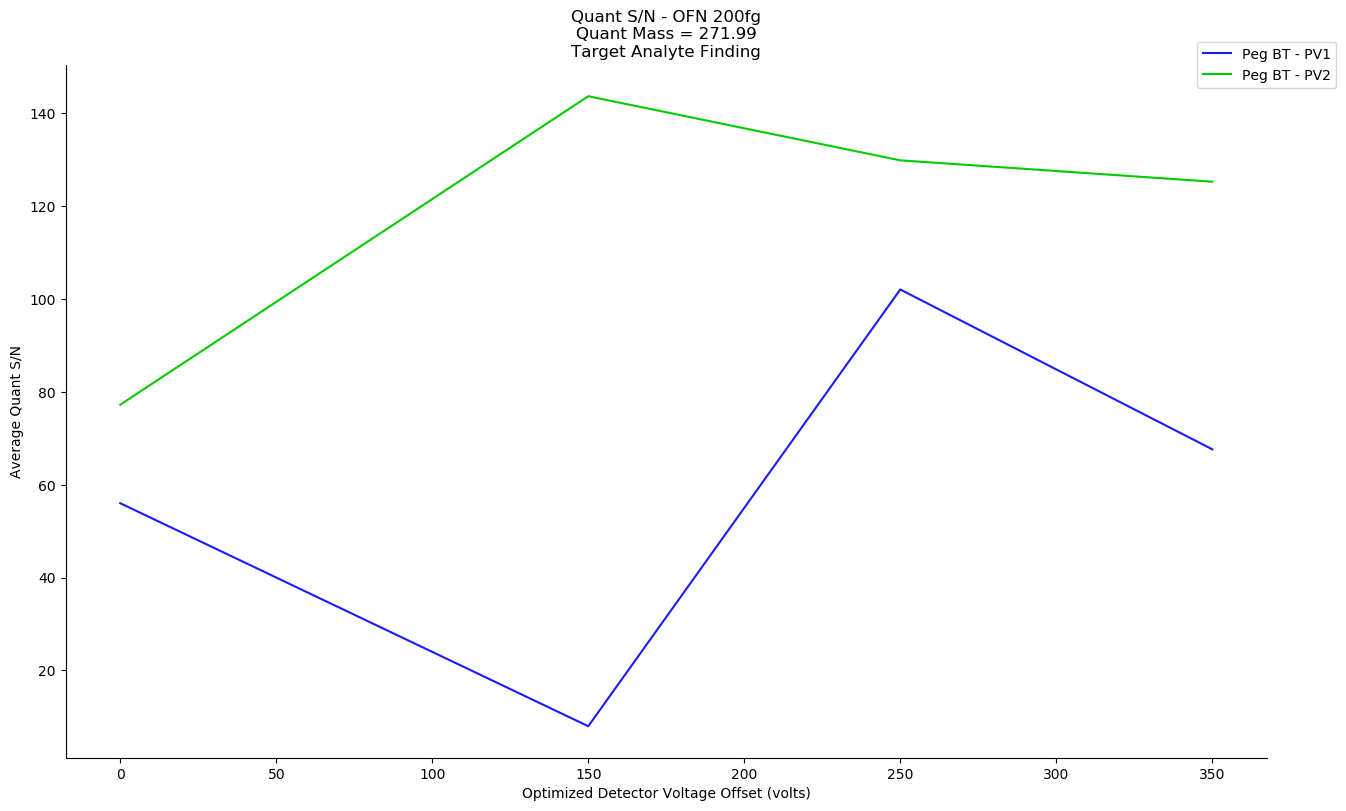 Quant S/N - OFN 200fg
Quant Mass = 271.99
Target Analyte Finding
Peg BT - PV1
Peg BT - PV2
Average Quant S/N
140
120
100
80
60
40
20
0
50
100
150
200
250
300
350
Optimized Detector Voltage Offset (volts)